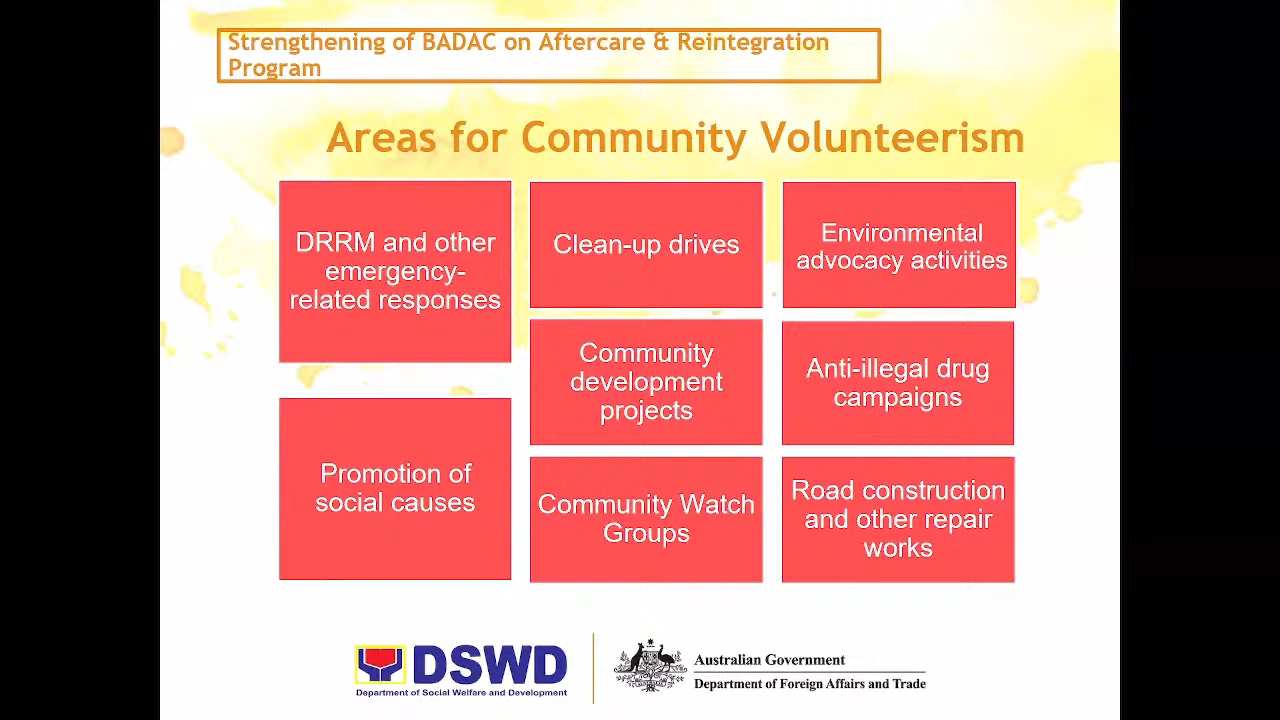 Strengthening of BADAC on Aftercare & Reintegration
Program
Areas for Community Volunteerism
DRRM and other
emergency-
related responses
Clean-up drives
Environmental
advocacy activities
Community
development
projects
Anti-illegal drug
campaigns
Promotion of
social causes
Community Watch
Groups
Road construction
and other repair
works
DSWD
Department of Social Welfare and Development
Australian Government
Department of Foreign Affairs and Trade